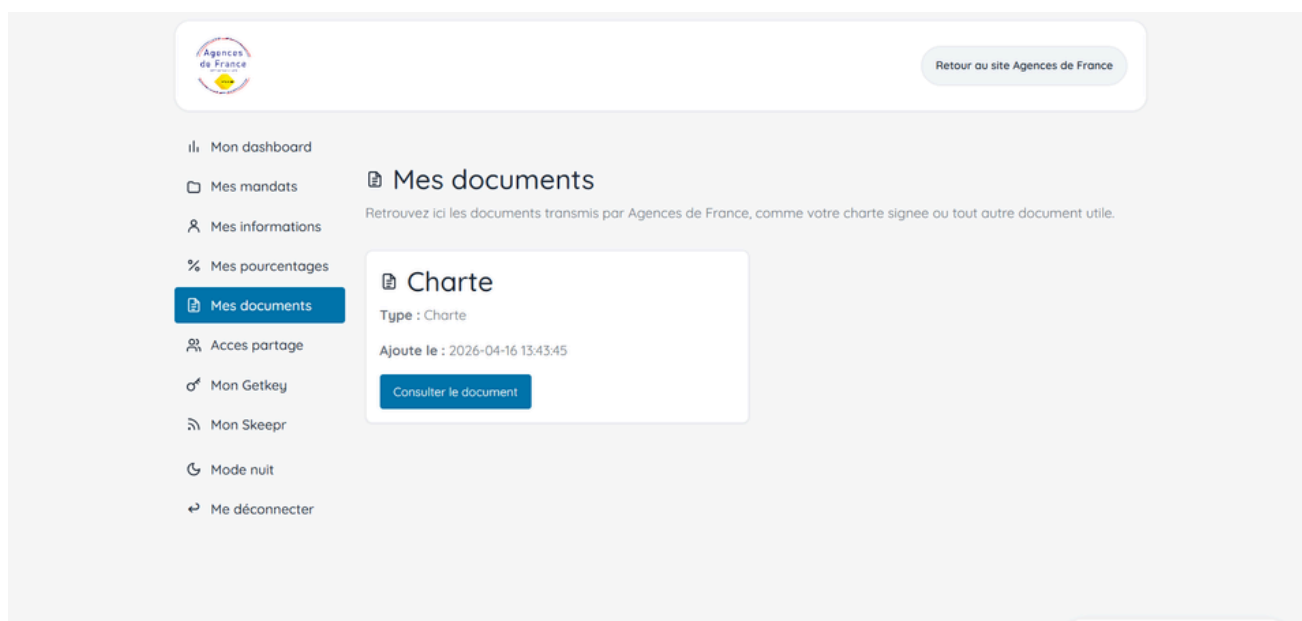 Agences
de France
Retour au site Agences de France
Mon dashboard
Mes mandats
Mes informations
Mes pourcentages
Mes documents
Acces partage
Mon Getkey
Mon Skeepr
Mode nuit
Me déconnecter
Mes documents
Retrouvez ici les documents transmis par Agences de France, comme votre charte signee ou tout autre document utile.
Charte
Type : Charte
Ajoute le : 2026-04-16 13:43:45
Consulter le document